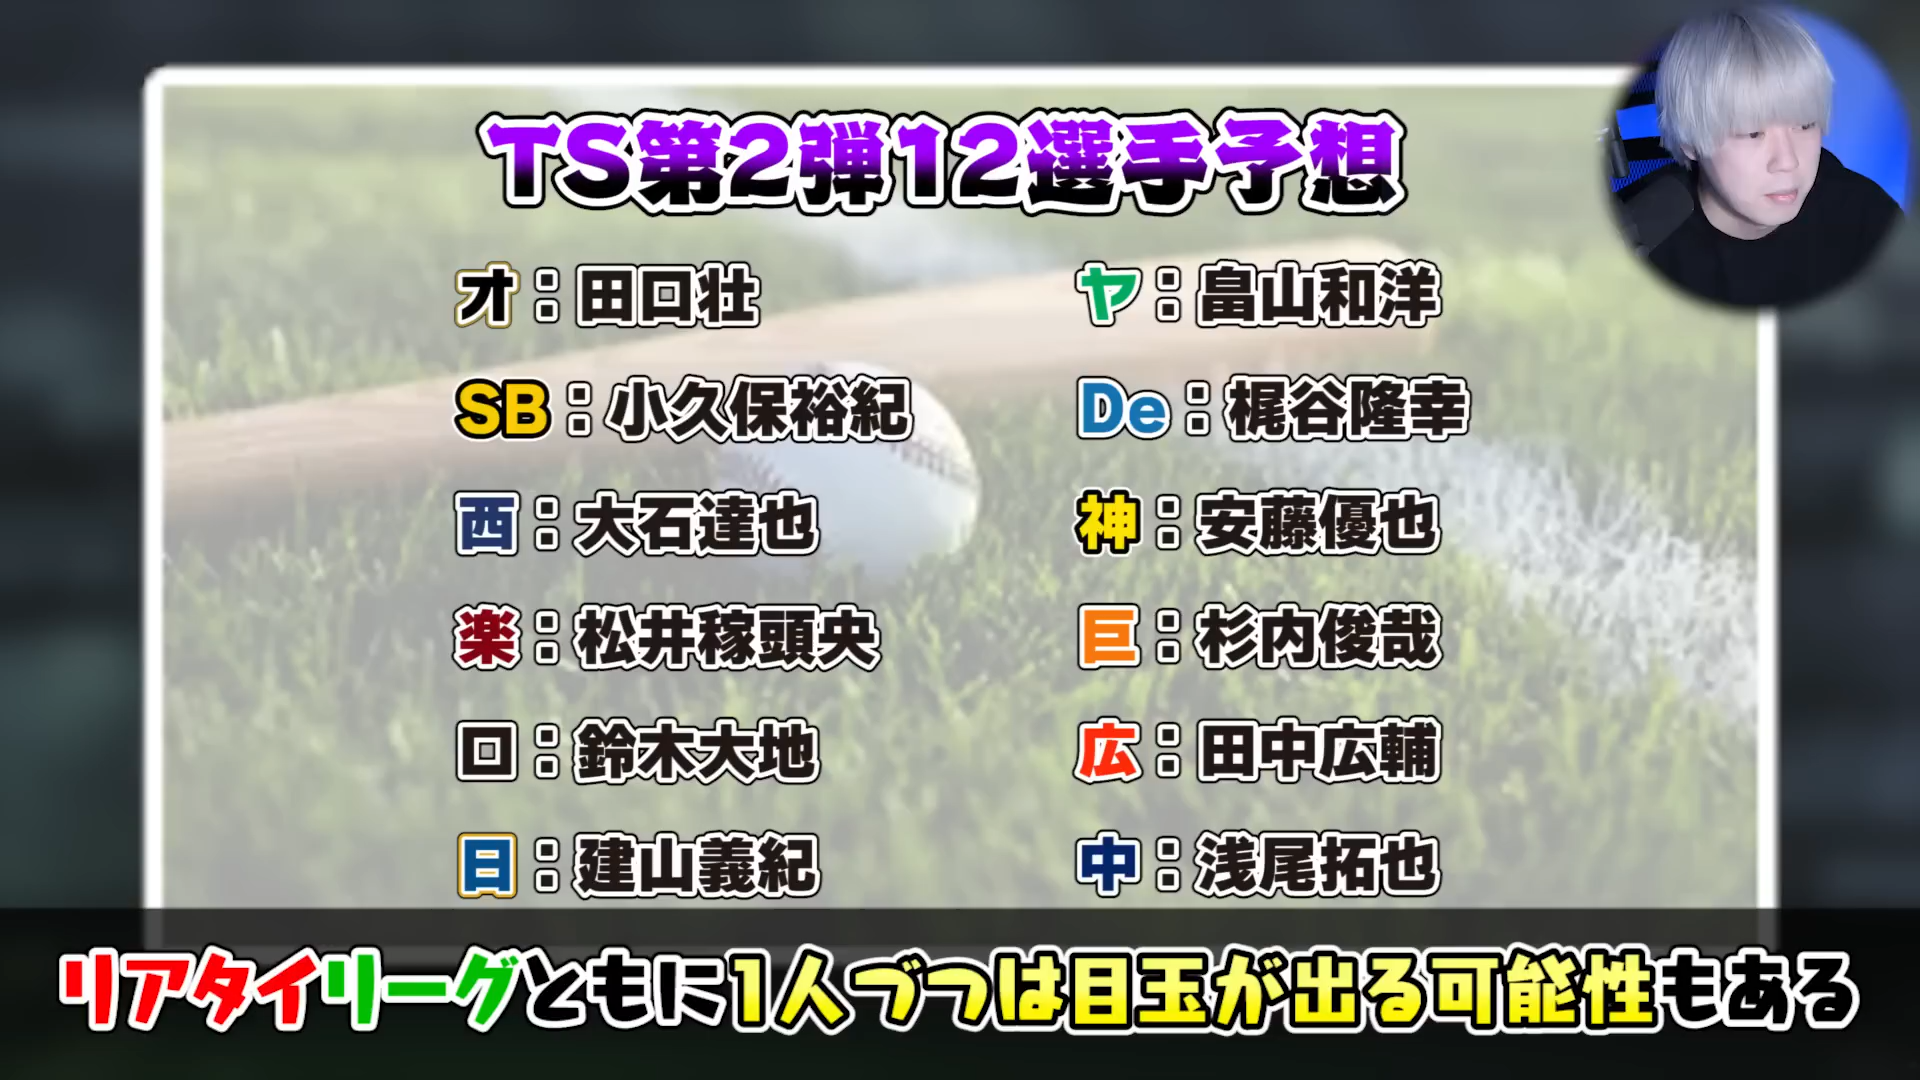 TS第2弾12選手予想
オ:田口壮
SB:小久保裕紀
西:大石達也
楽:松井稼頭央
ロ:鈴木大地
日:建山義紀
ヤ:畠山和洋
De:梶谷隆幸
神:安藤優也
巨:杉内俊哉
広:田中広輔
中:浅尾拓也
リアタイリーグともに1人づつは目玉が出る可能性もある